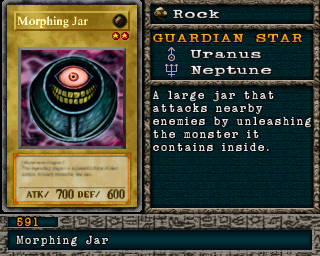 Morphing Jar
ATK/ 700 DEF/ 600
Rock
GUARDIAN STAR
Uranus
Neptune
A large jar that
attacks nearby
enemies by unleashing
the monster it
contains inside.
591
Morphing Jar